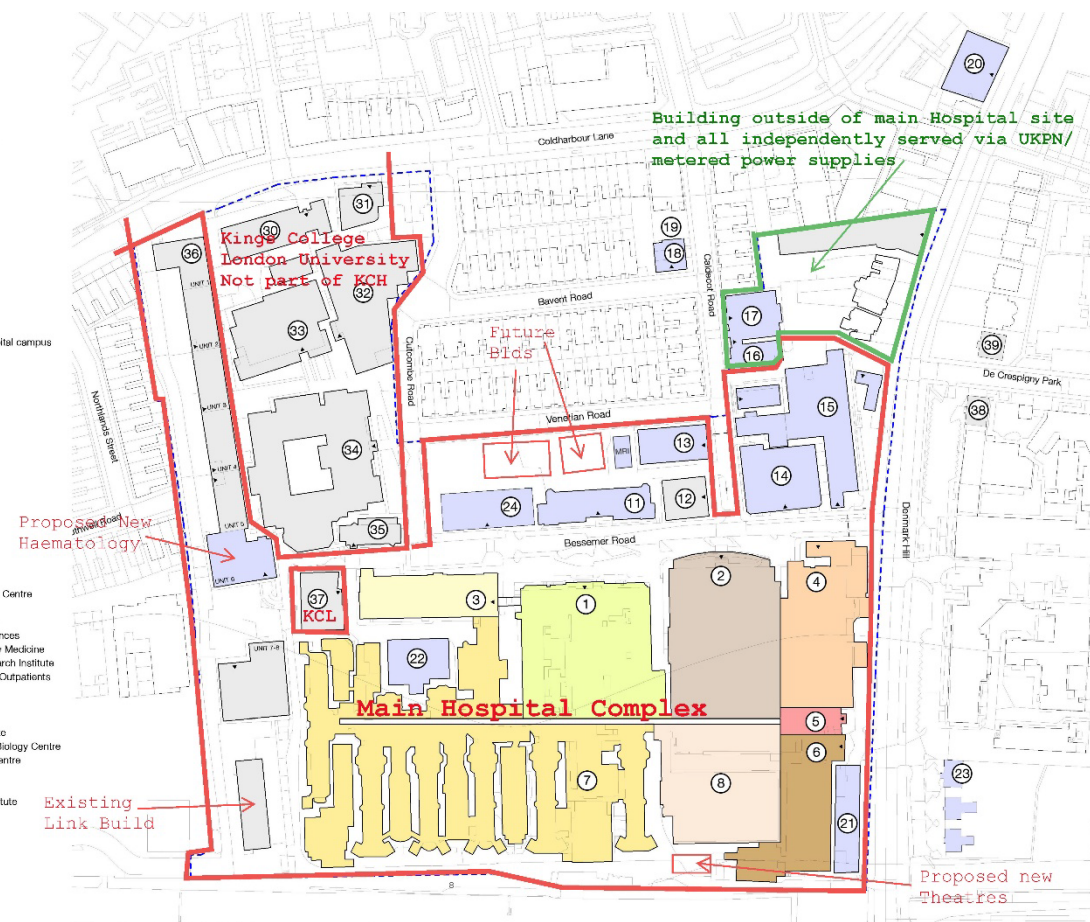 20
Building outside of main Hospital site
and all independently served via UKPN/
metered power supplies
Coldharbour Lane
31
30
Kings College
London University
Not part of KCH
36
UNIT 1
32
33
UNIT 2
UNIT 3
UNIT 4
UNIT 5
34
35
19
18
Caldecot Road
Bavent Road
17
16
39
De Crespigny Park
38
ital campus
Northlands Street
Cutcombe Road
Future
Blds
Venetian Road
15
14
13
MRI
12
11
24
Bessemer Road
Denmark Hill
Proposed New
Haematology
UNIT 6
37
KCL
3
1
2
4
Centre
nces
Medicine
arch Institute
Outpatients
UNIT 7-8
22
Main Hospital Complex
5
6
7
8
Biology Centre
entre
tute
Existing
Link Build
21
23
8
Proposed new
Theatres